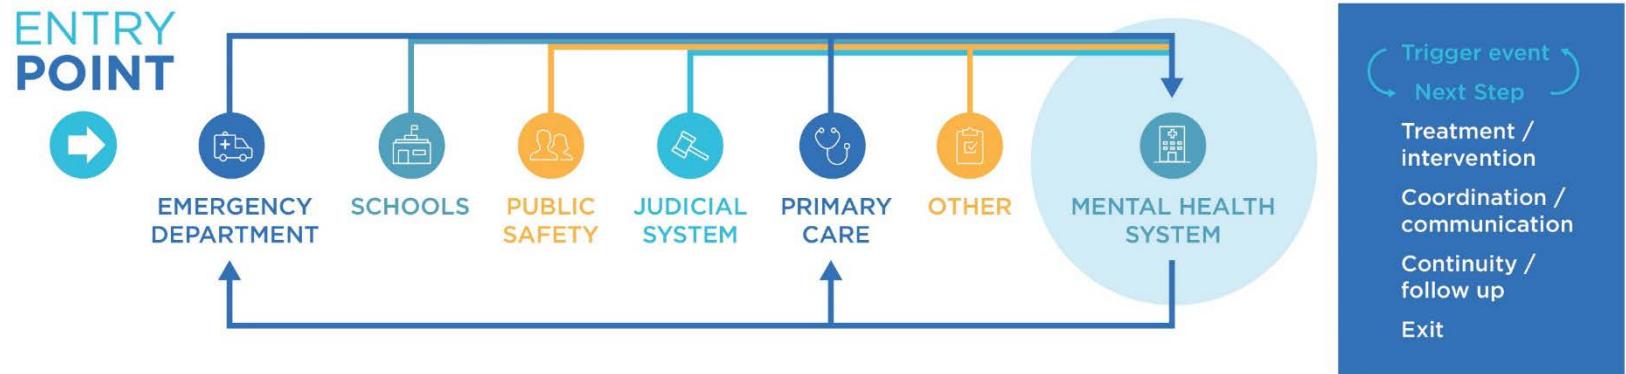 ENTRY
POINT
EMERGENCY
DEPARTMENT
SCHOOLS
PUBLIC
SAFETY
JUDICIAL
SYSTEM
PRIMARY
CARE
OTHER
MENTAL HEALTH
SYSTEM
Trigger event
Next Step
Treatment /
intervention
Coordination /
communication
Continuity /
follow up
Exit